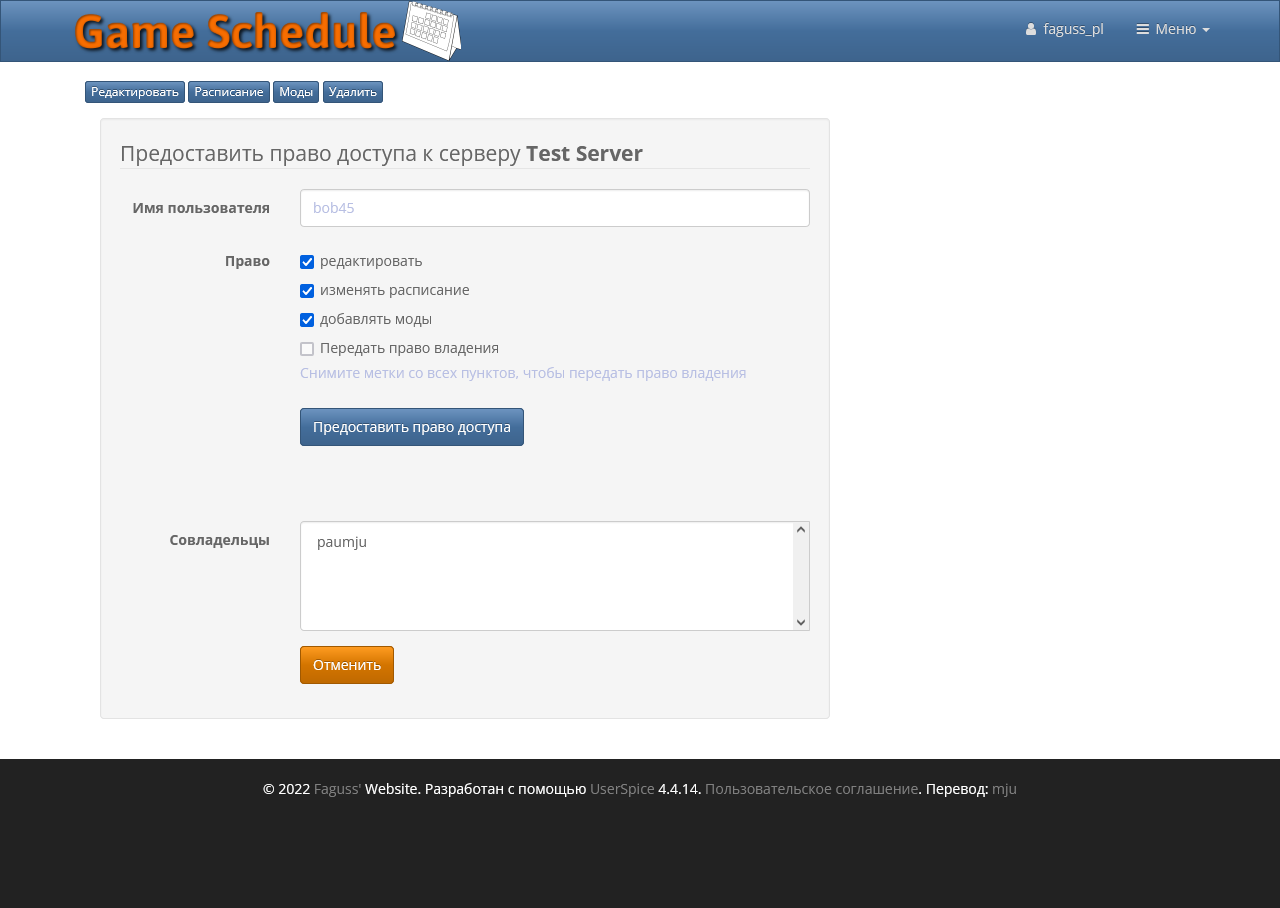 Game Schedule
faguss_pl
Меню
Редактировать Расписание Моды Удалить
Предоставить право доступа к серверу Test Server
Имя пользователя
bob45
Право
редактировать
изменять расписание
добавлять моды
Передать право владения
Снимите метки со всех пунктов, чтобы передать право владения
Предоставить право доступа
Совладельцы
paumju
Отменить
© 2022 Faguss' Website. Разработан с помощью UserSpice 4.4.14. Пользовательское соглашение. Перевод: mju